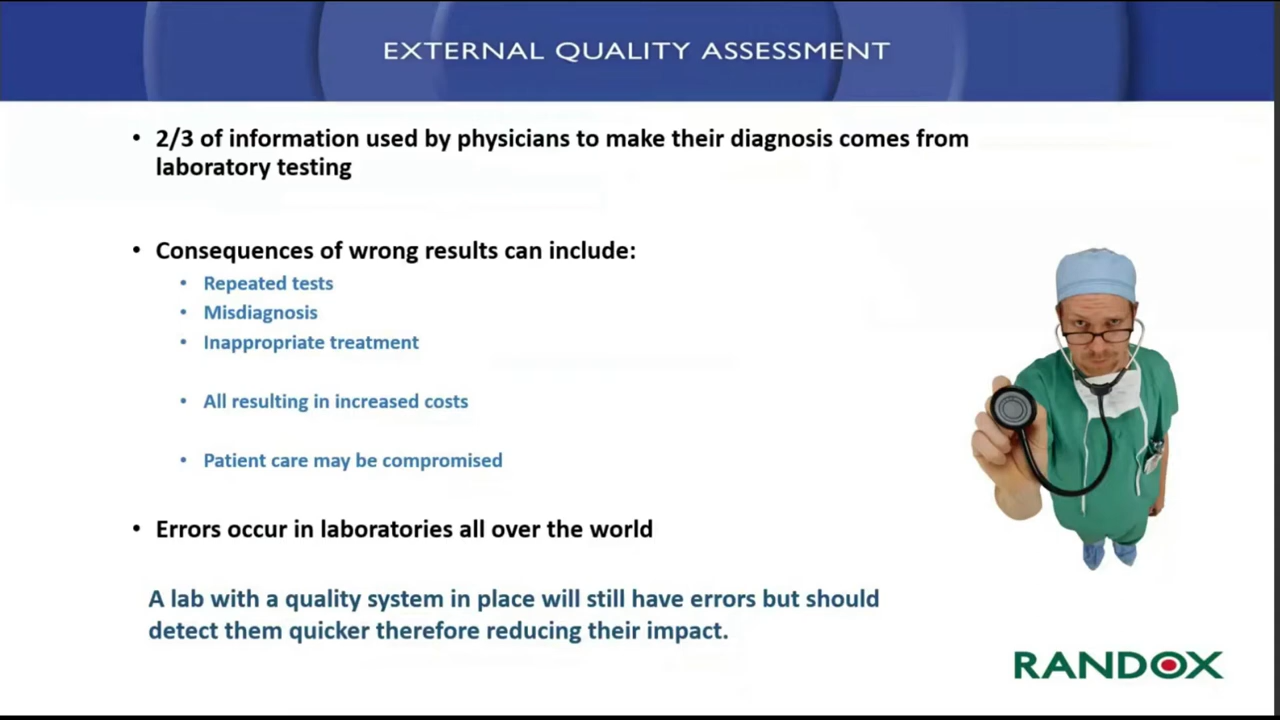 EXTERNAL QUALITY ASSESSMENT
• 2/3 of information used by physicians to make their diagnosis comes from
laboratory testing
• Consequences of wrong results can include:
• Repeated tests
• Misdiagnosis
• Inappropriate treatment
• All resulting in increased costs
• Patient care may be compromised
• Errors occur in laboratories all over the world
A lab with a quality system in place will still have errors but should
detect them quicker therefore reducing their impact.
RANDOX